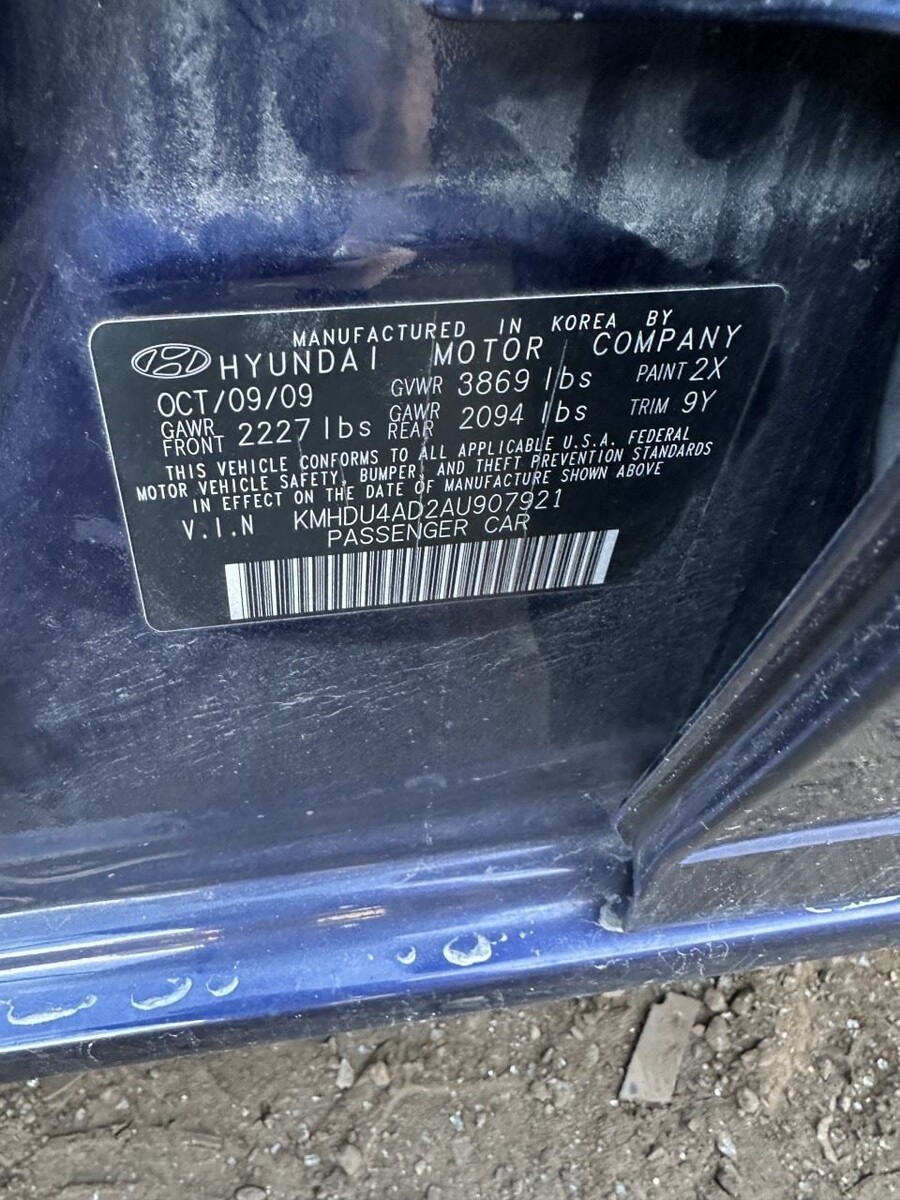 MANUFACTURED IN KOREA BY
HYUNDAI MOTOR COMPANY
OCT/09/09 GVWR 3869 lbs PAINT 2X
GAWR FRONT 2227 lbs GAWR REAR 2094 lbs TRIM 9Y
THIS VEHICLE CONFORMS TO ALL APPLICABLE U.S.A. FEDERAL
MOTOR VEHICLE SAFETY, BUMPER, AND THEFT PREVENTION STANDARDS
IN EFFECT ON THE DATE OF MANUFACTURE SHOWN ABOVE
V.I.N KMHDU4AD2AU907921
PASSENGER CAR